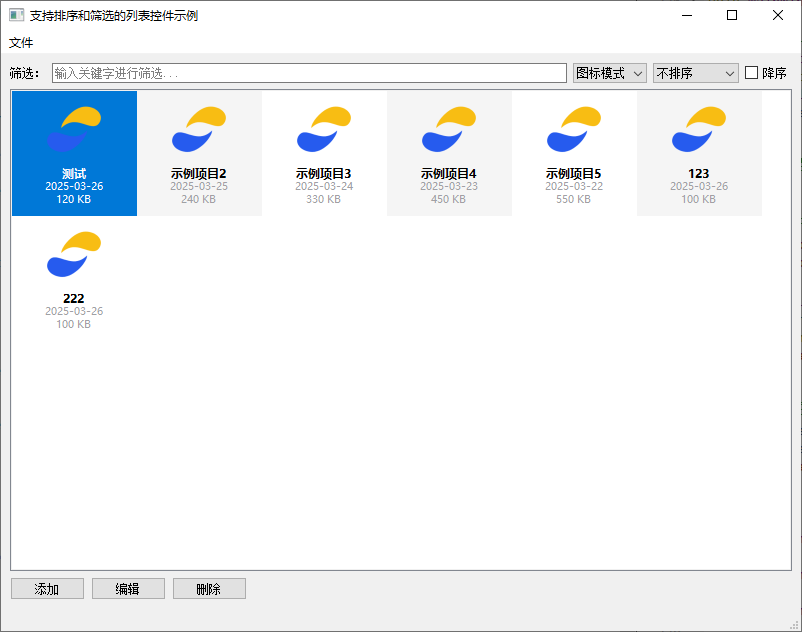 支持排序和筛选的列表控件示例
文件
筛选： 输入关键字进行筛选... 图标模式 不排序 降序
测试 示例项目2 示例项目3 示例项目4 示例项目5 123
2025-03-26 2025-03-25 2025-03-24 2025-03-23 2025-03-22 2025-03-26
120 KB 240 KB 330 KB 450 KB 550 KB 100 KB
222
2025-03-26
100 KB
添加 编辑 删除